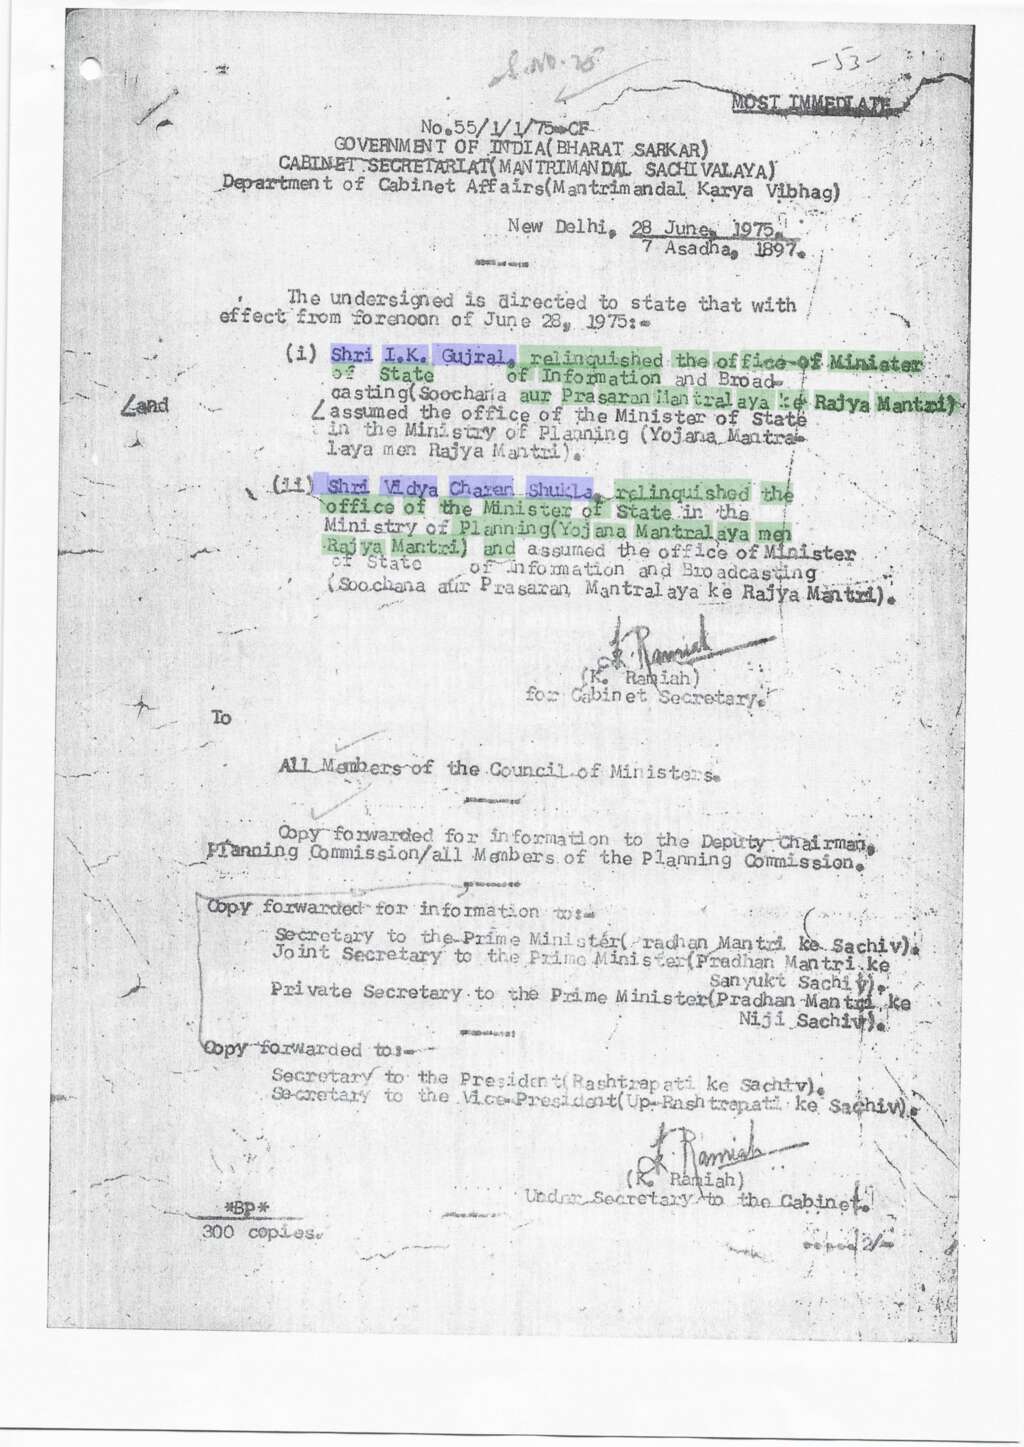 S.No. 25
-53-
MOST IMMEDIATE
No.55/1/1/75-CF
GOVERNMENT OF INDIA(BHARAT SARKAR)
CABINET SECRETARIAT(MANTRIMANDAL SACHIVALAYA)
Department of Cabinet Affairs(Mantrimandal Karya Vibhag)
New Delhi, 28 June, 1975.
7 Asadha, 1897.
The undersigned is directed to state that with
effect from forenoon of June 28, 1975:-
(i) Shri I.K. Gujral, relinquished the office of Minister
of State of Information and Broad-
casting(Soochana aur Prasaran Mantralaya ke Rajya Mantri)
∠and ∠assumed the office of the Minister of State
in the Ministry of Planning (Yojana Mantra-
laya men Rajya Mantri).
(ii) Shri Vidya Charan Shukla, relinquished the
office of the Minister of State in the
Ministry of Planning(Yojana Mantralaya men
Rajya Mantri) and assumed the office of Minister
of State of Information and Broadcasting
(Soochana aur Prasaran Mantralaya ke Rajya Mantri).
K. Ramiah
(K. Ramiah)
for Cabinet Secretary.
To
All Members of the Council of Ministers.
Copy forwarded for information to the Deputy Chairman,
Planning Commission/all Members of the Planning Commission.
Copy forwarded for information to:-
Secretary to the Prime Minister(Pradhan Mantri ke Sachiv).
Joint Secretary to the Prime Minister(Pradhan Mantri ke
Sanyukt Sachiv).
Private Secretary to the Prime Minister(Pradhan Mantri ke
Niji Sachiv).
Copy forwarded to:-
Secretary to the President(Rashtrapati ke Sachiv).
Secretary to the Vice-President(Up-Rashtrapati ke Sachiv).
K. Ramiah
(K. Ramiah)
Under Secretary to the Cabinet.
*BP*
300 copies.
.....2/-